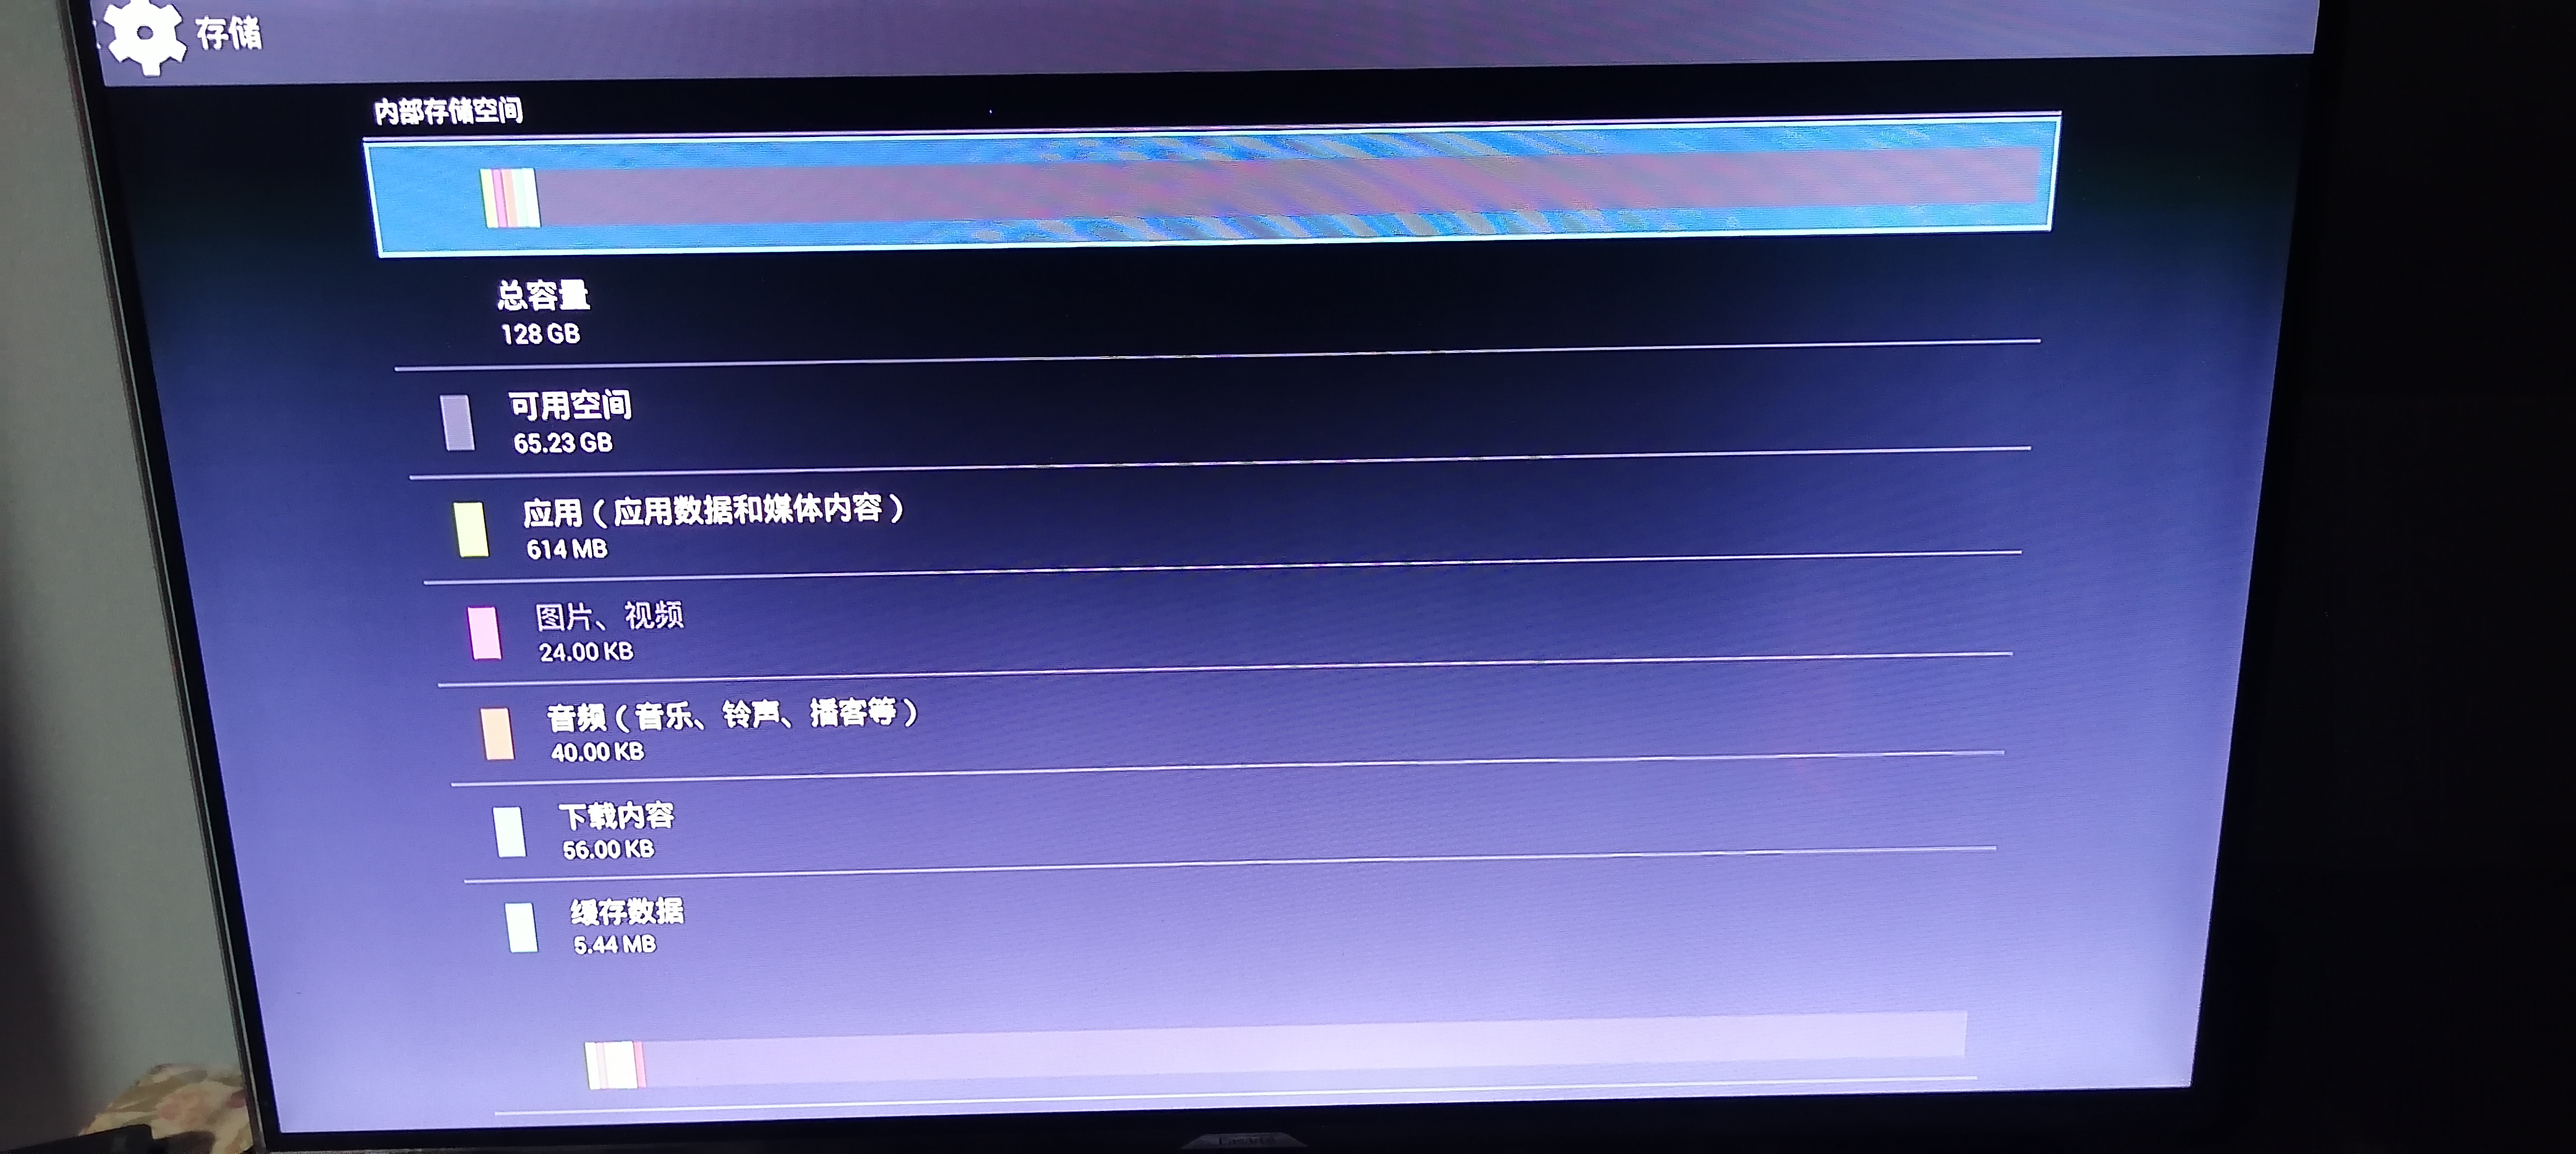 存储
内部存储空间
总容量
128 GB
可用空间
65.23 GB
应用（应用数据和媒体内容）
614 MB
图片、视频
24.00 KB
音频（音乐、铃声、播客等）
40.00 KB
下载内容
56.00 KB
缓存数据
5.44 MB